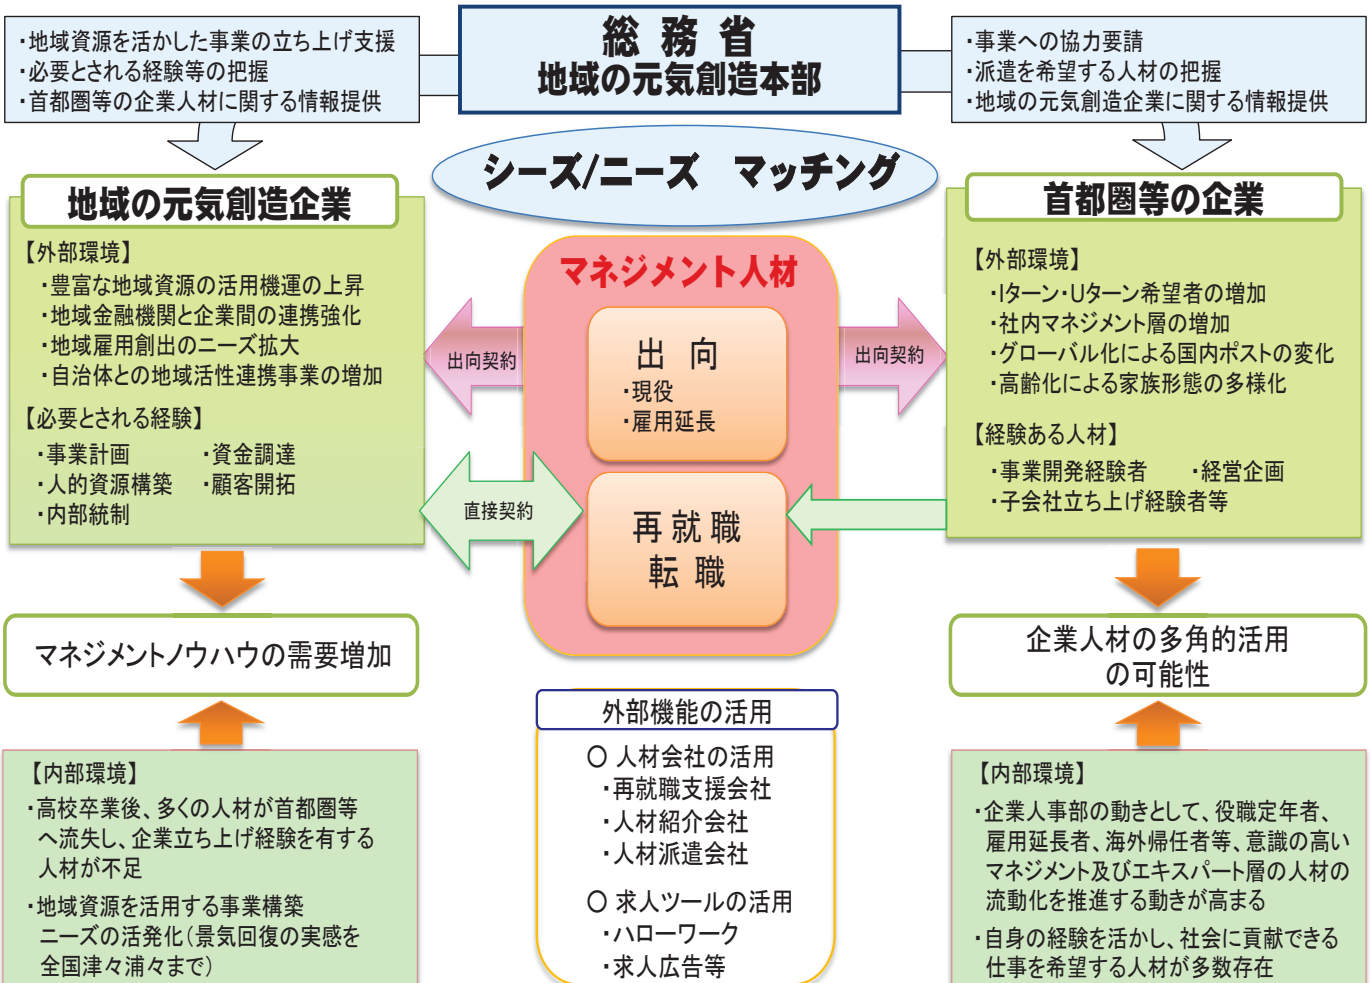 ・地域資源を活かした事業の立ち上げ支援
・必要とされる経験等の把握
・首都圏等の企業人材に関する情報提供
総務省
地域の元気創造本部
・事業への協力要請
・派遣を希望する人材の把握
・地域の元気創造企業に関する情報提供
シーズ/ニーズ マッチング
地域の元気創造企業
【外部環境】
・豊富な地域資源の活用機運の上昇
・地域金融機関と企業間の連携強化
・地域雇用創出のニーズ拡大
・自治体との地域活性連携事業の増加
【必要とされる経験】
・事業計画 ・資金調達
・人的資源構築 ・顧客開拓
・内部統制
出向契約
直接契約
マネジメント人材
出 向
・現役
・雇用延長
再就職
転職
出向契約
首都圏等の企業
【外部環境】
・Iターン・Uターン希望者の増加
・社内マネジメント層の増加
・グローバル化による国内ポストの変化
・高齢化による家族形態の多様化
【経験ある人材】
・事業開発経験者 ・経営企画
・子会社立ち上げ経験者等
マネジメントノウハウの需要増加
企業人材の多角的活用
の可能性
【内部環境】
・高校卒業後、多くの人材が首都圏等
へ流失し、企業立ち上げ経験を有する
人材が不足
・地域資源を活用する事業構築
ニーズの活発化(景気回復の実感を
全国津々浦々まで)
外部機能の活用
○ 人材会社の活用
・再就職支援会社
・人材紹介会社
・人材派遣会社
○ 求人ツールの活用
・ハローワーク
・求人広告等
【内部環境】
・企業人事部の動きとして、役職定年者、
雇用延長者、海外帰任者等、意識の高い
マネジメント及びエキスパート層の人材の
流動化を推進する動きが高まる
・自身の経験を活かし、社会に貢献できる
仕事を希望する人材が多数存在